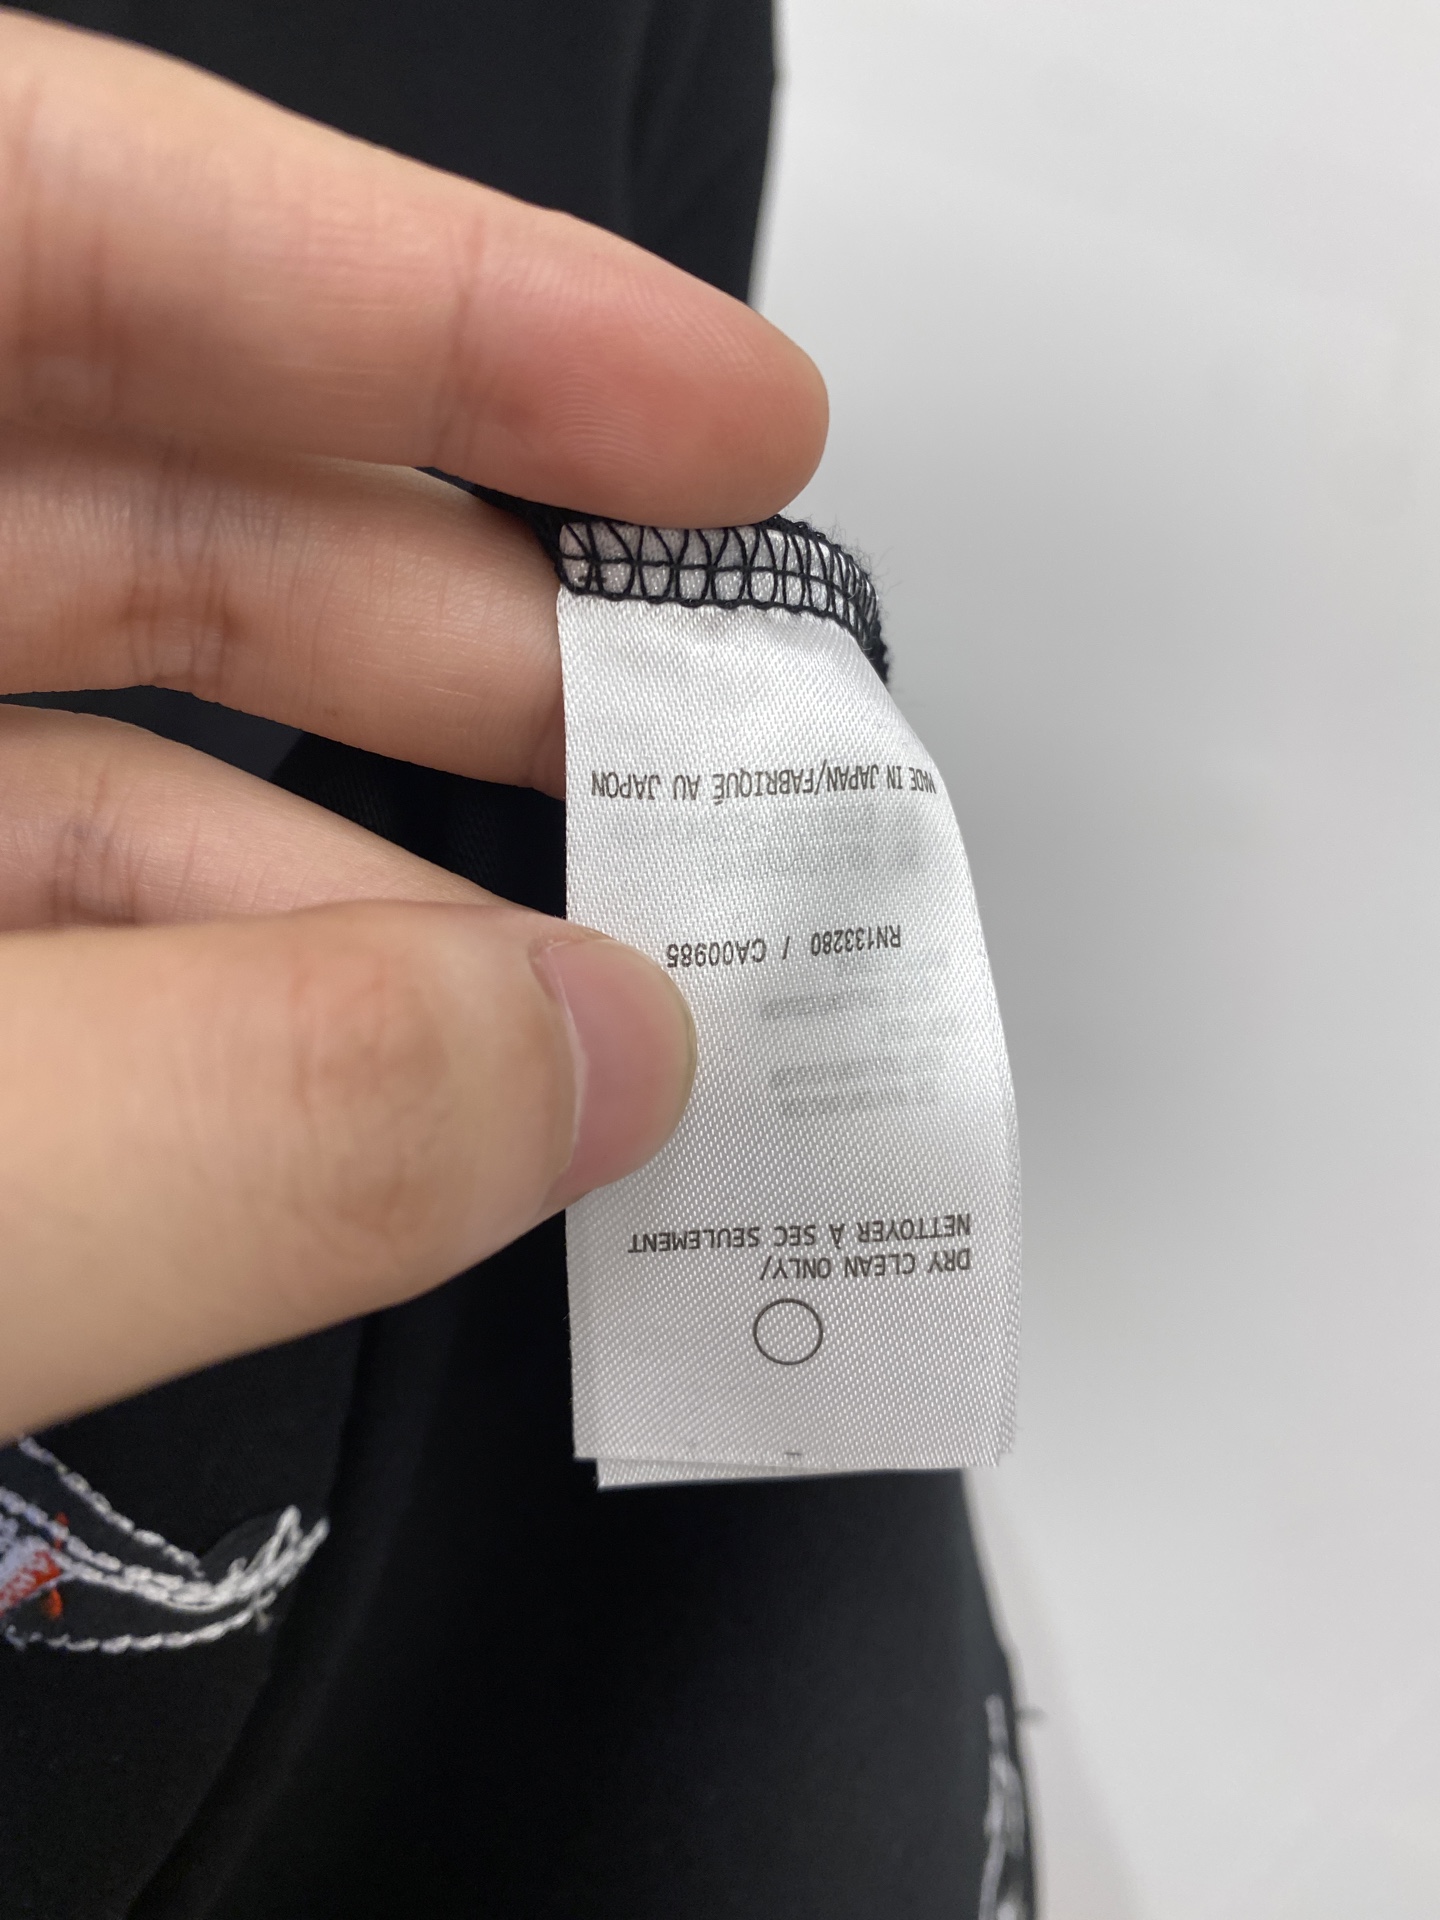 DRY CLEAN ONLY/
NETTOYER À SEC SEULEMENT
RN133280 / CA00985
MADE IN JAPAN/FABRIQUÉ AU JAPON